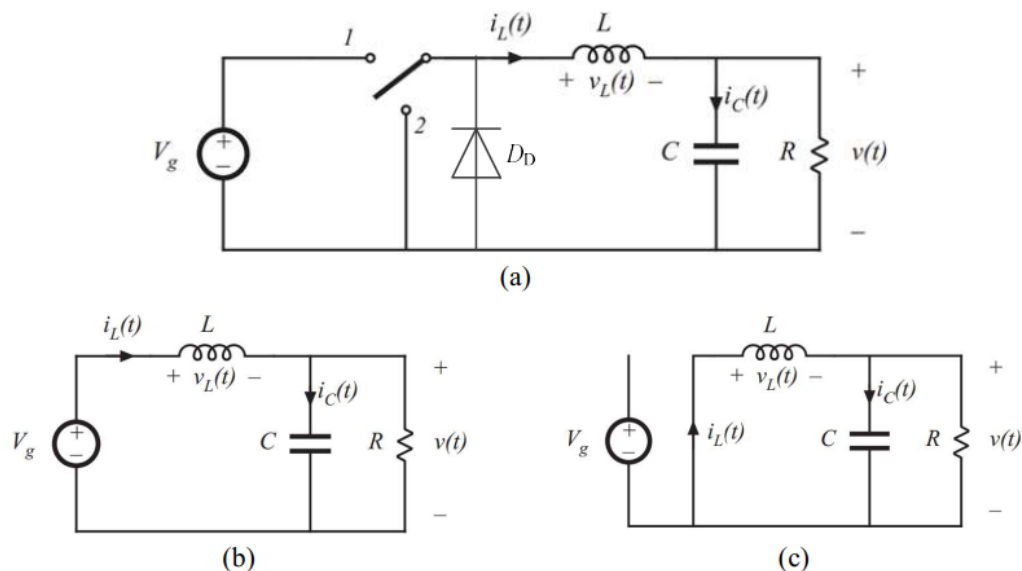 1
i_L(t)
L
+ v_L(t) −
2
V_g
+
−
D_D
i_C(t)
C
R
+
v(t)
−
(a)
i_L(t)
L
+ v_L(t) −
V_g
+
−
i_C(t)
C
R
+
v(t)
−
(b)
L
+ v_L(t) −
V_g
+
−
i_L(t)
i_C(t)
C
R
+
v(t)
−
(c)